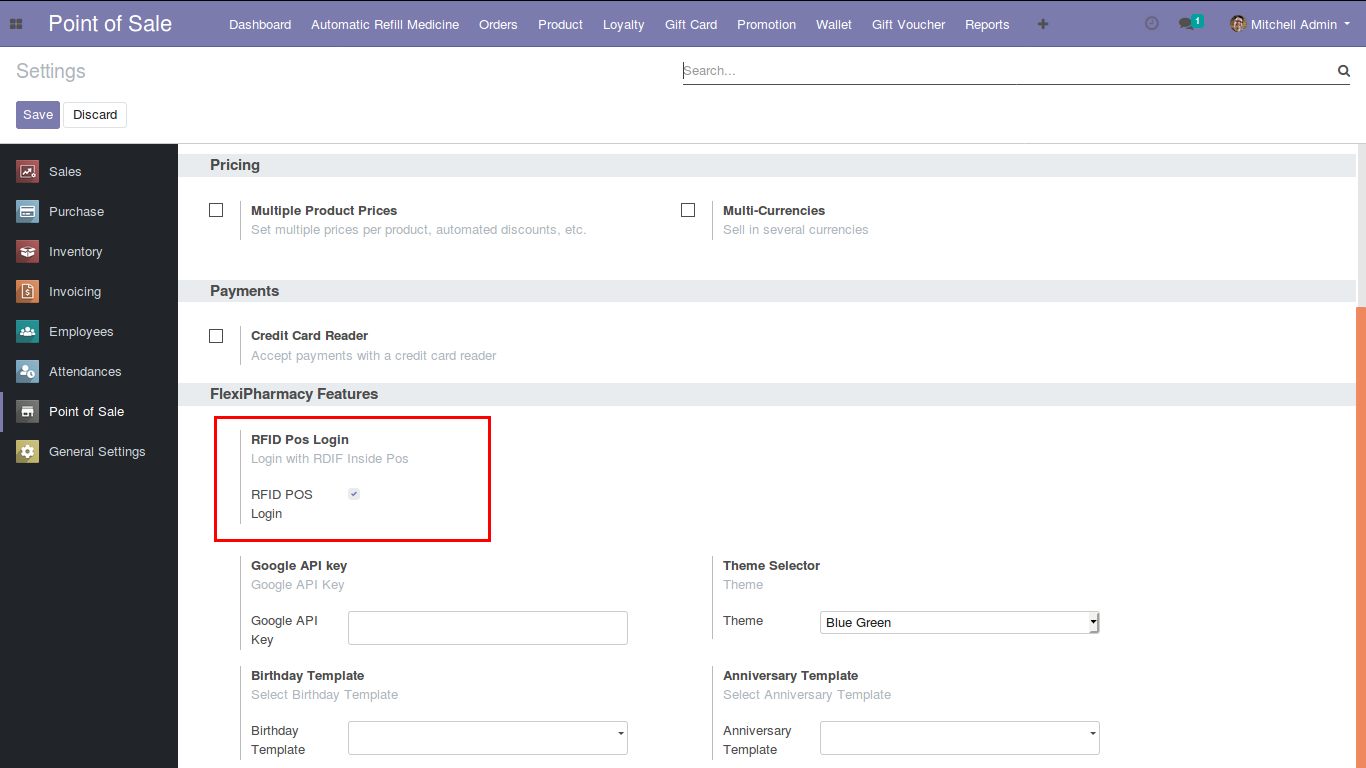 Point of Sale Dashboard Automatic Refill Medicine Orders Product Loyalty Gift Card Promotion Wallet Gift Voucher Reports 1 Mitchell Admin
Settings
Search...
Save Discard
Sales
Purchase
Inventory
Invoicing
Employees
Attendances
Point of Sale
General Settings
Pricing
Multiple Product Prices
Set multiple prices per product, automated discounts, etc.
Multi-Currencies
Sell in several currencies
Payments
Credit Card Reader
Accept payments with a credit card reader
FlexiPharmacy Features
RFID Pos Login
Login with RDIF Inside Pos
RFID POS
Login
Google API key
Google API Key
Google API
Key
Theme Selector
Theme
Theme Blue Green
Birthday Template
Select Birthday Template
Birthday
Template
Anniversary Template
Select Anniversary Template
Anniversary
Template